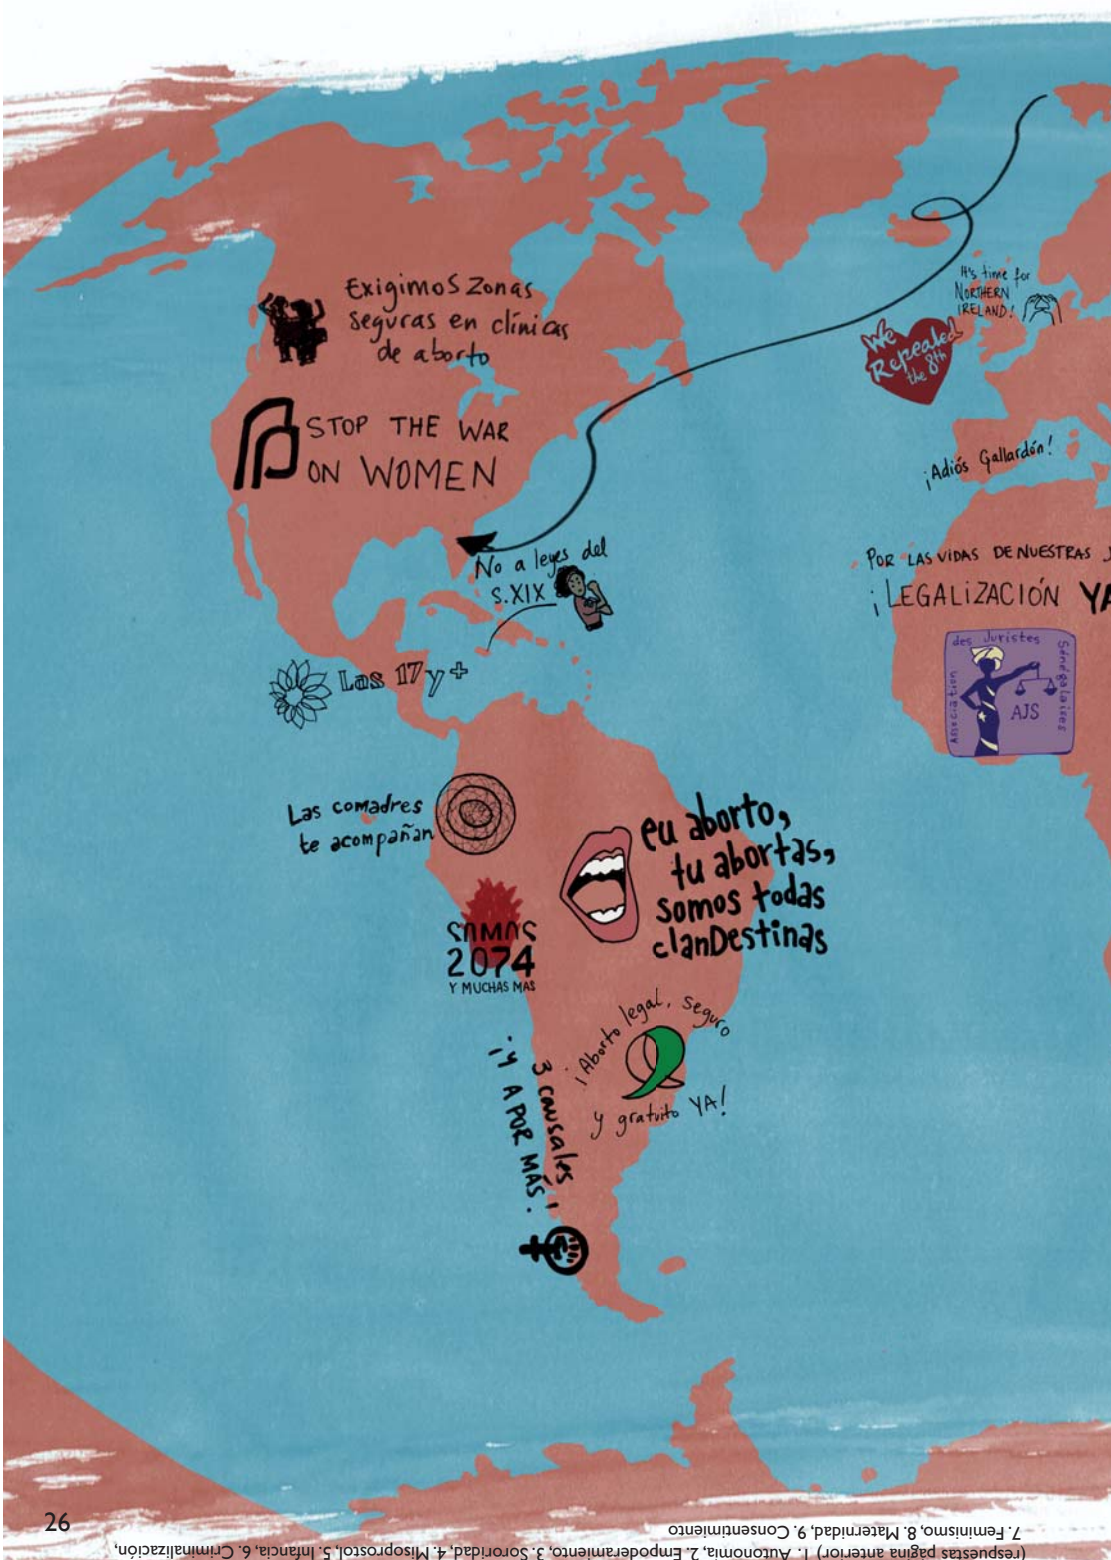 Exigimos zonas
seguras en clínicas
de aborto
STOP THE WAR
ON WOMEN
It's time for
NORTHERN
IRELAND!
We
Repealed
the 8th
¡Adiós Gallardón!
No a leyes del
S.XIX
POR LAS VIDAS DE NUESTRAS
¡LEGALIZACIÓN YA
Association
des Juristes
Sénégalaises
AJS
Las 17 y +
Las comadres
te acompañan
eu aborto,
tu abortas,
somos todas
clanDestinas
SOMOS
2074
Y MUCHAS MAS
¡Aborto legal, seguro
y gratuito YA!
3 causales
¡Y A POR MÁS!
26
(respuestas pagina anterior) 1. Autonomia, 2. Empoderamiento, 3. Sororidad, 4. Misoprostol, 5. Infancia, 6. Criminalización,
7. Feminismo, 8. Maternidad, 9. Consentimiento